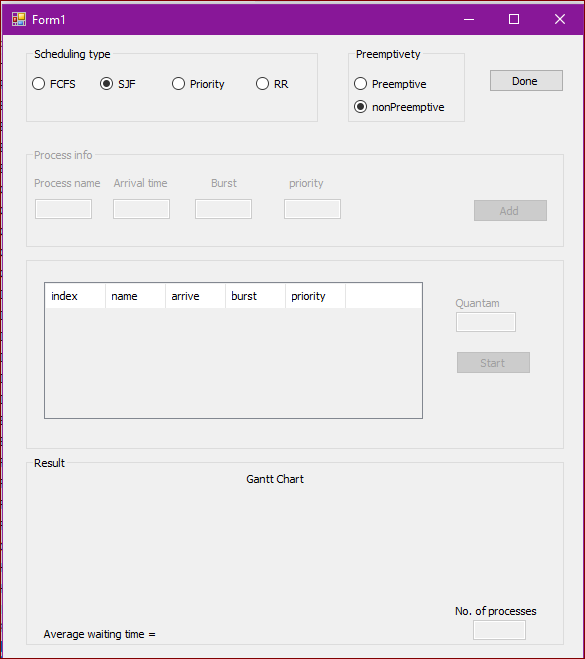 Form1
Scheduling type
FCFS SJF Priority RR
Preemptivety
Preemptive
nonPreemptive
Done
Process info
Process name Arrival time Burst priority
Add
index name arrive burst priority
Quantam
Start
Result
Gantt Chart
No. of processes
Average waiting time =